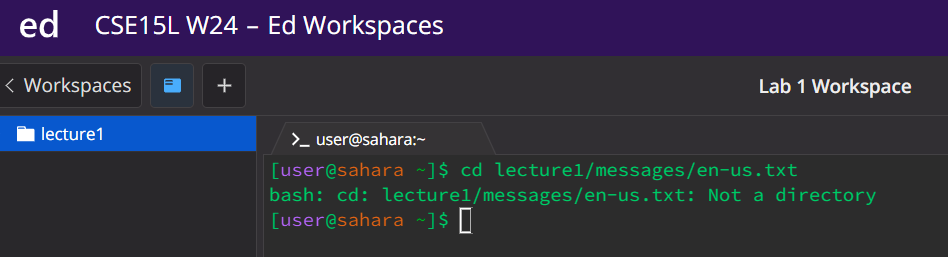 ed CSE15L W24 – Ed Workspaces
< Workspaces + Lab 1 Workspace
lecture1
>_ user@sahara:~
[user@sahara ~]$ cd lecture1/messages/en-us.txt
bash: cd: lecture1/messages/en-us.txt: Not a directory
[user@sahara ~]$